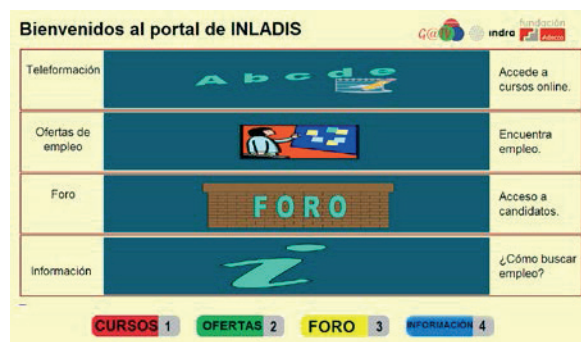 Bienvenidos al portal de INLADIS
G@TV
indra
fundación
Adecco
Teleformación
A b c d e
Accede a
cursos online.
Ofertas de
empleo
Encuentra
empleo.
Foro
FORO
Acceso a
candidatos.
Información
i
¿Cómo buscar
empleo?
CURSOS 1
OFERTAS 2
FORO 3
INFORMACIÓN 4